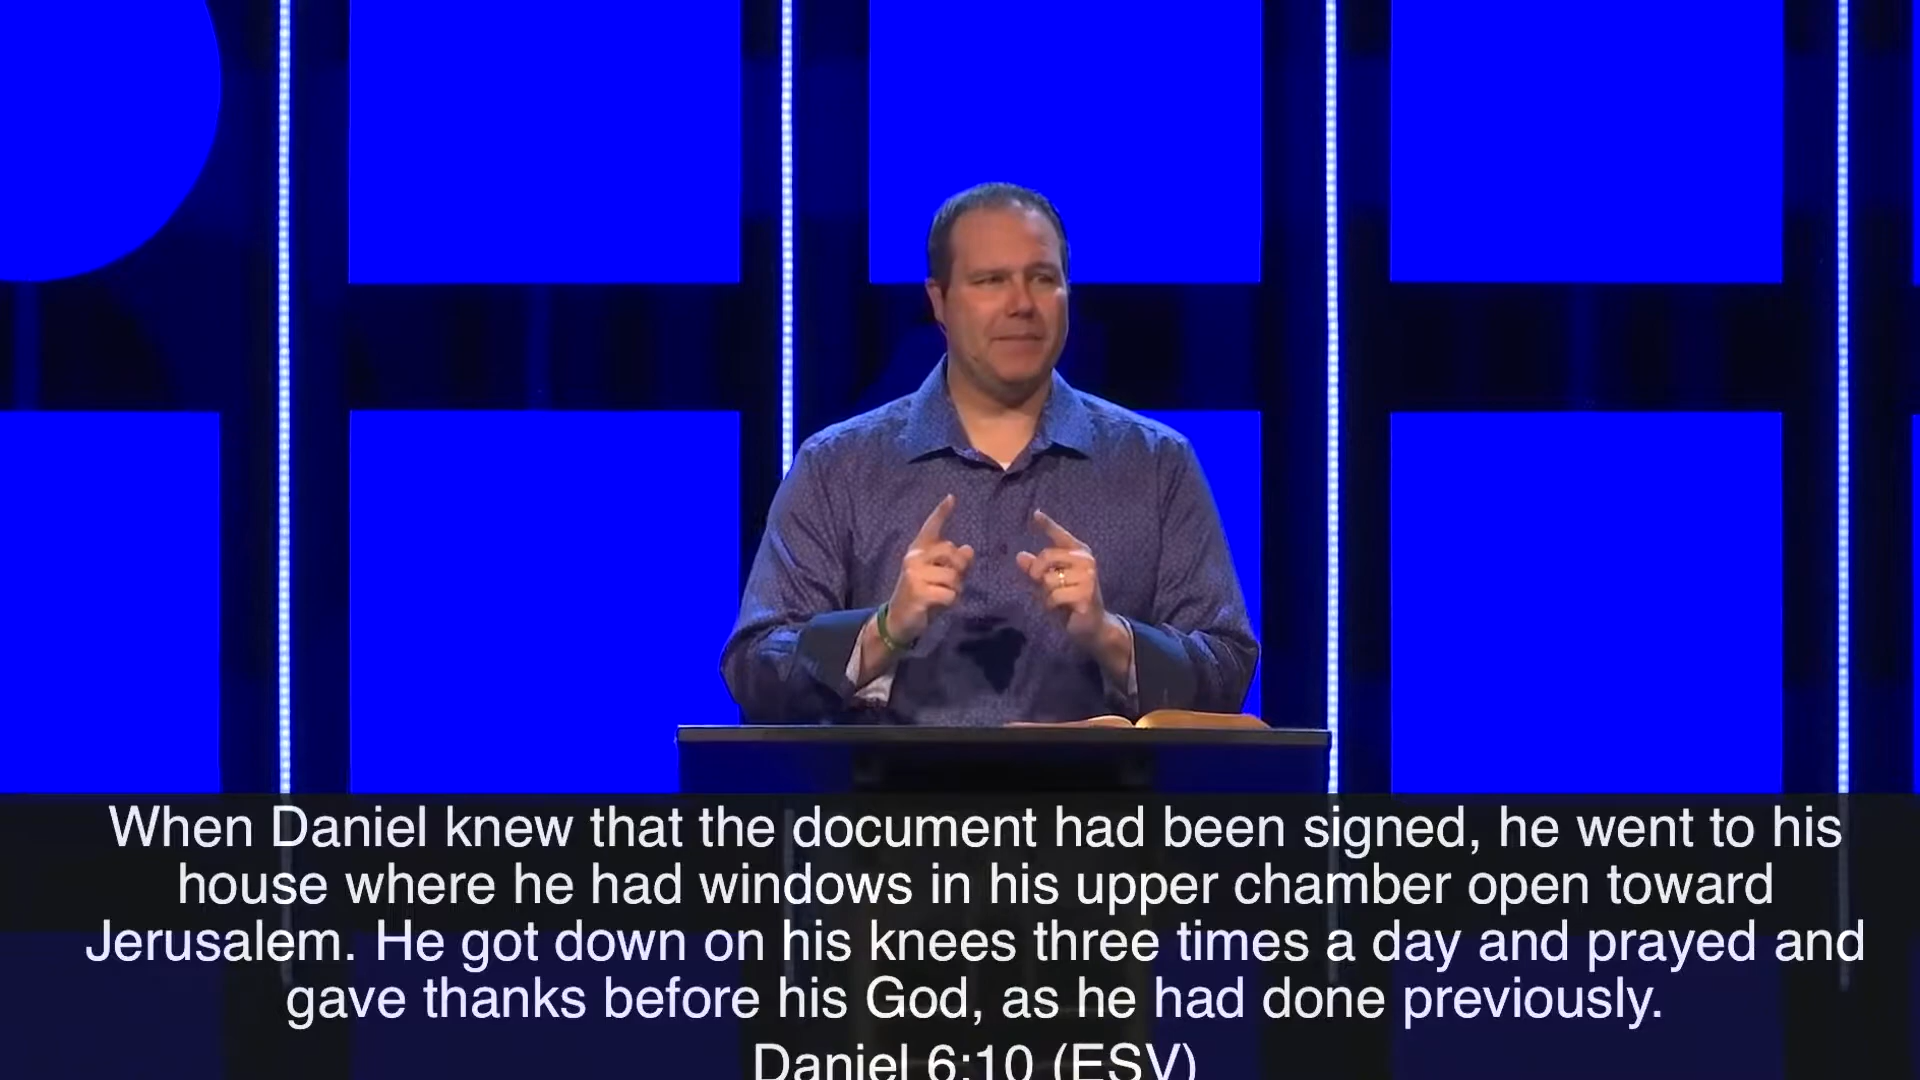 When Daniel knew that the document had been signed, he went to his
house where he had windows in his upper chamber open toward
Jerusalem. He got down on his knees three times a day and prayed and
gave thanks before his God, as he had done previously.
Daniel 6:10 (ESV)